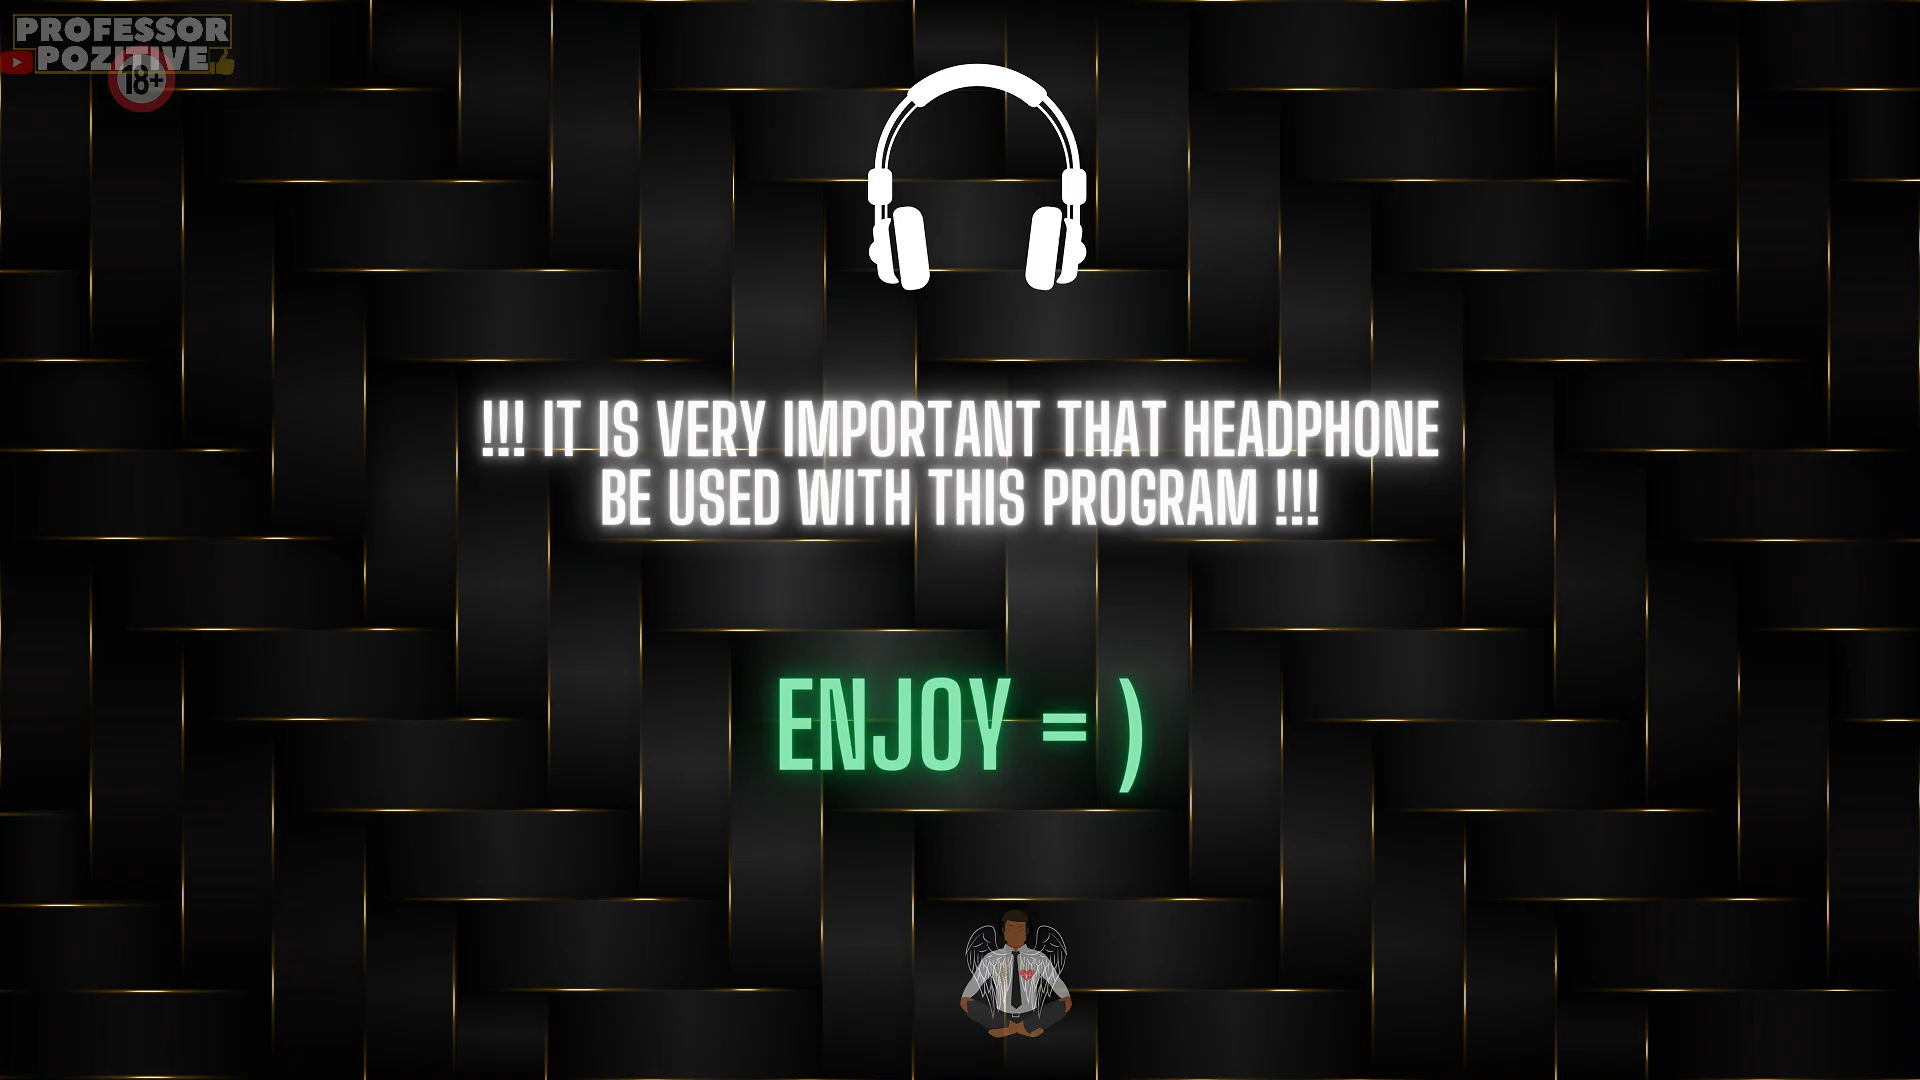 PROFESSOR
POZITIVE
18+
!!! IT IS VERY IMPORTANT THAT HEADPHONE
BE USED WITH THIS PROGRAM !!!
ENJOY = )